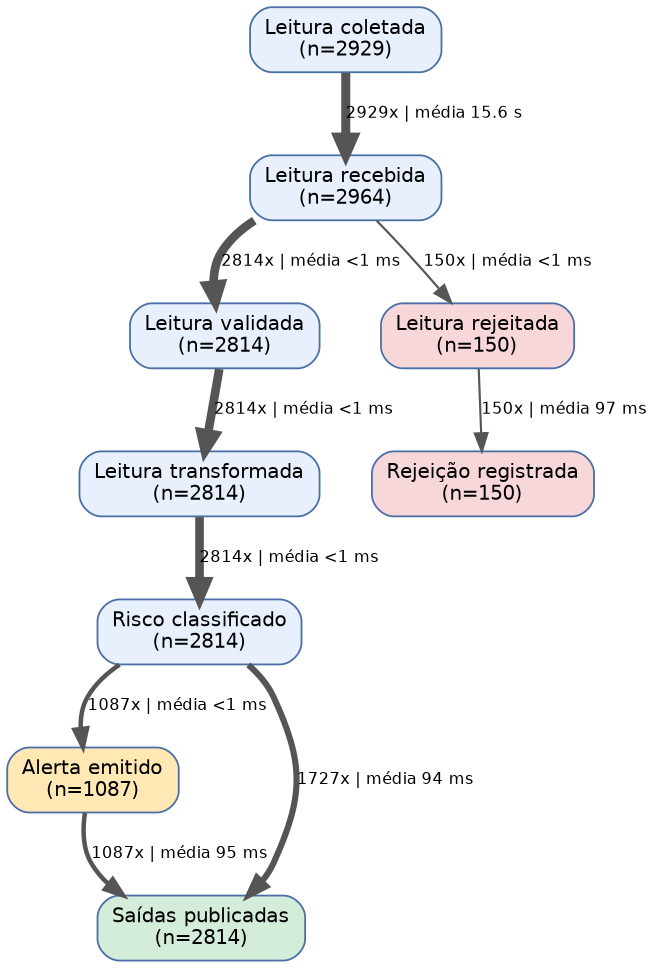 Leitura coletada
(n=2929)
2929x | média 15.6 s
Leitura recebida
(n=2964)
2814x | média <1 ms
150x | média <1 ms
Leitura validada
(n=2814)
Leitura rejeitada
(n=150)
2814x | média <1 ms
150x | média 97 ms
Leitura transformada
(n=2814)
Rejeição registrada
(n=150)
2814x | média <1 ms
Risco classificado
(n=2814)
1087x | média <1 ms
Alerta emitido
(n=1087)
1727x | média 94 ms
1087x | média 95 ms
Saídas publicadas
(n=2814)